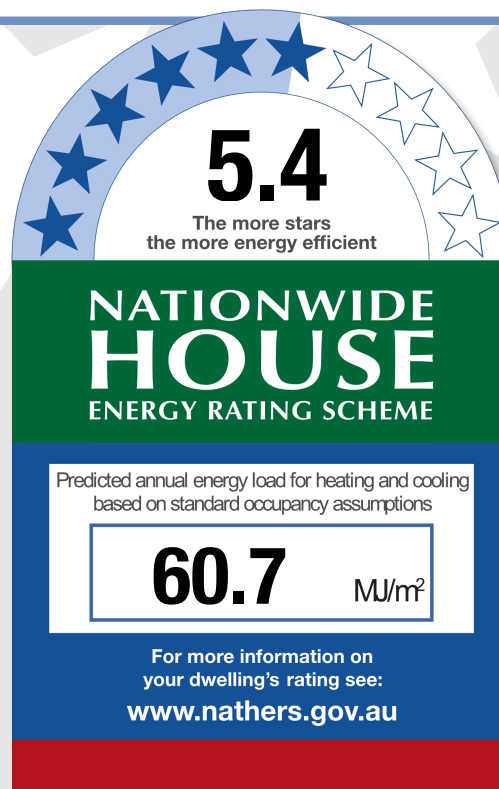 5.4
The more stars
the more energy efficient
NATIONWIDE
HOUSE
ENERGY RATING SCHEME
Predicted annual energy load for heating and cooling
based on standard occupancy assumptions
60.7 MJ/m²
For more information on
your dwelling's rating see:
www.nathers.gov.au